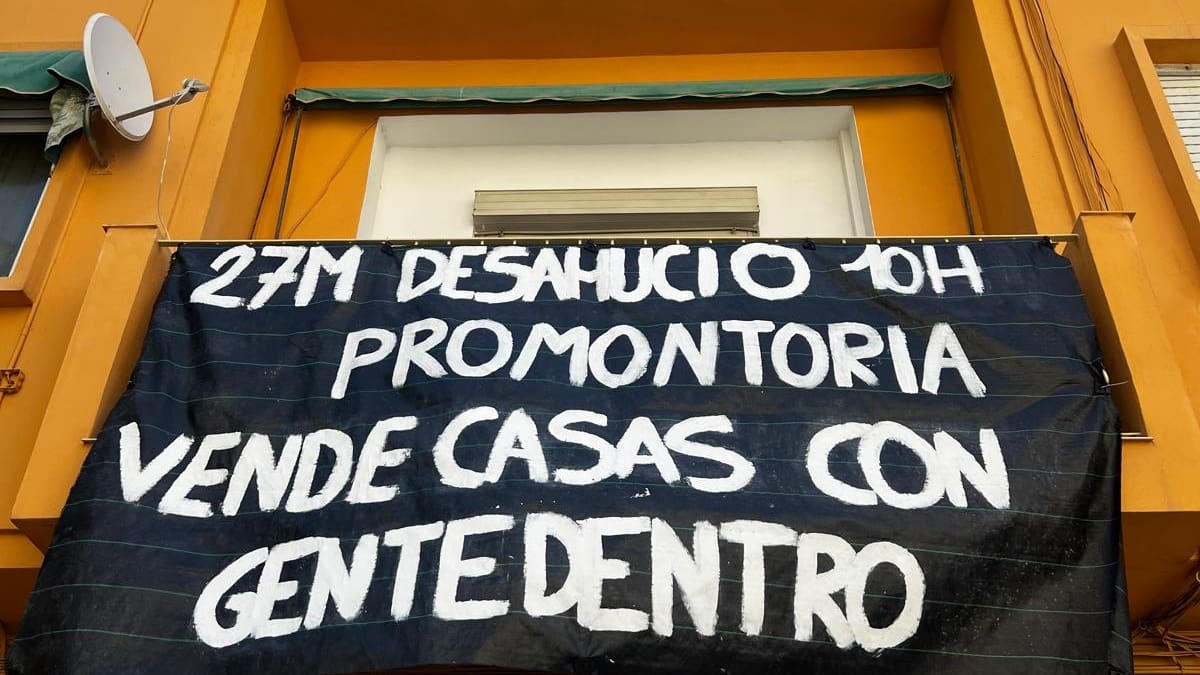 27M DESAHUCIO 10H
PROMONTORIA
VENDE CASAS CON
GENTE DENTRO